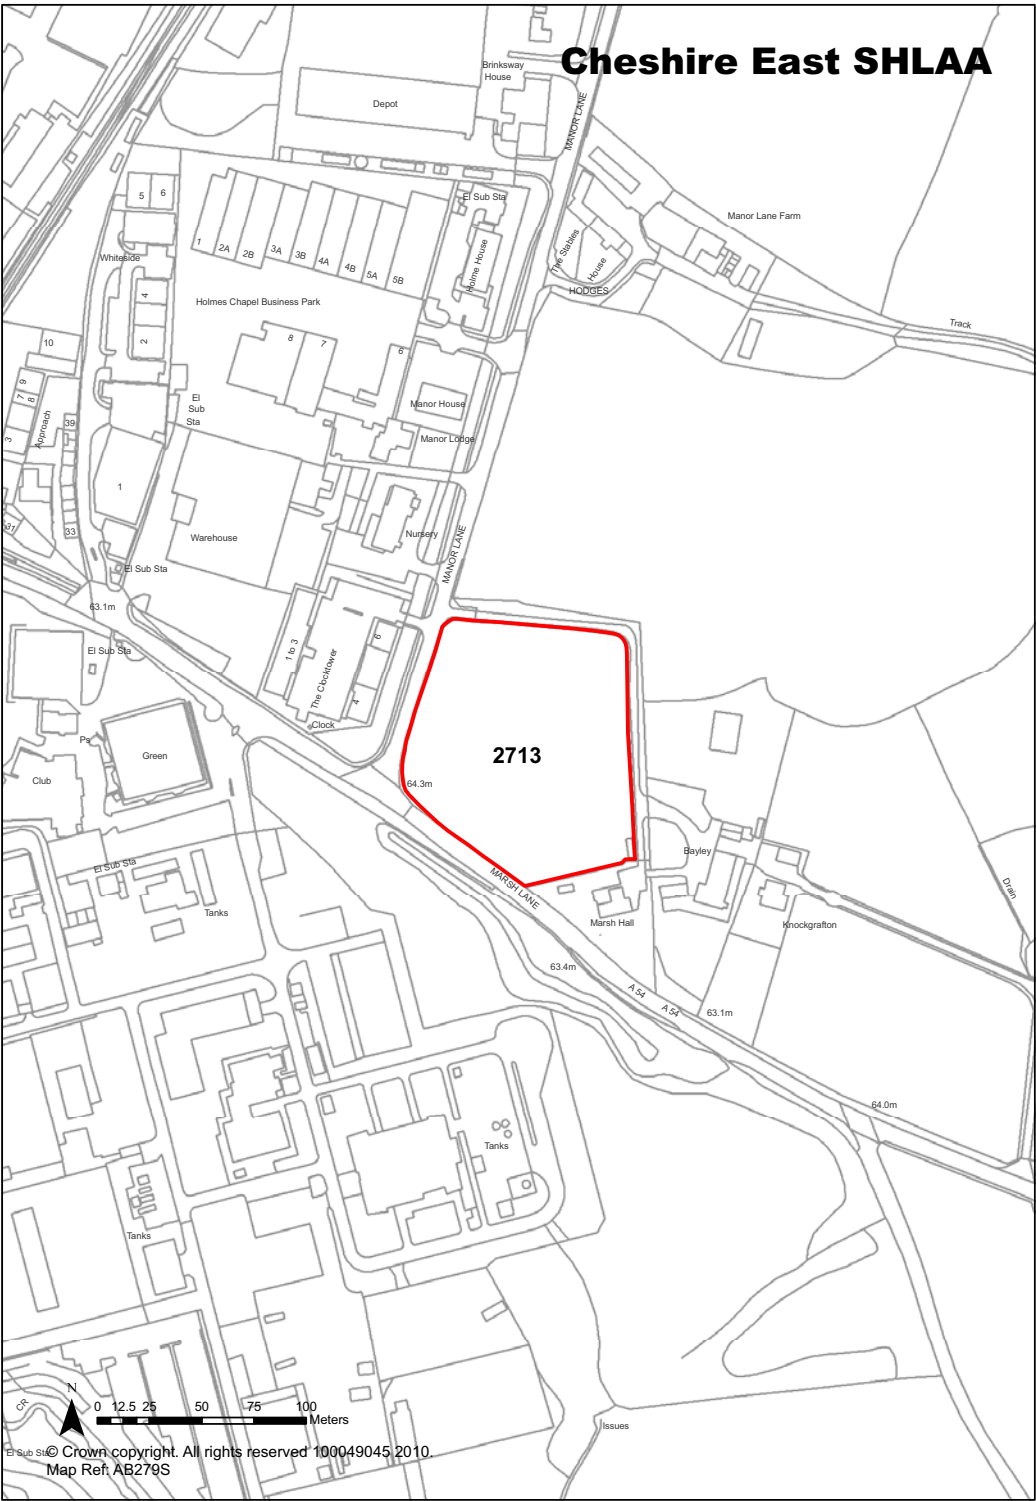 Cheshire East SHLAA
Brinksway
House
Depot
MANOR LANE
El Sub Sta
5
6
Manor Lane Farm
1
2A
2B
3A
3B
4A
4B
5A
5B
Holme House
The Stables
House
HODGES
Whiteside
4
2
Holmes Chapel Business Park
Track
10
8
7
6
9
7
8
3
Approach
39
El
Sub
Sta
Manor House
Manor Lodge
1
31
33
Warehouse
Nursery
MANOR LANE
El Sub Sta
63.1m
El Sub Sta
1 to 3
The Clocktower
6
4
Clock
Ps
Green
Club
2713
64.3m
El Sub Sta
Bayley
MARSH LANE
Tanks
Marsh Hall
Knockgrafton
Drain
63.4m
A 54
A 54
63.1m
64.0m
Tanks
Tanks
CR
N
0 12.5 25 50 75 100
Meters
Issues
El Sub Sta
© Crown copyright. All rights reserved 100049045 2010.
Map Ref: AB279S